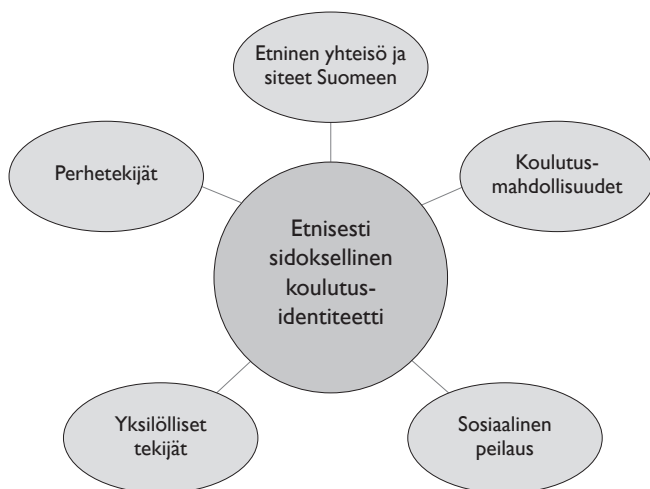 Etninen yhteisö ja
siteet Suomeen
Perhetekijät
Koulutus-
mahdollisuudet
Etnisesti
sidoksellinen
koulutus-
identiteetti
Yksilölliset
tekijät
Sosiaalinen
peilaus